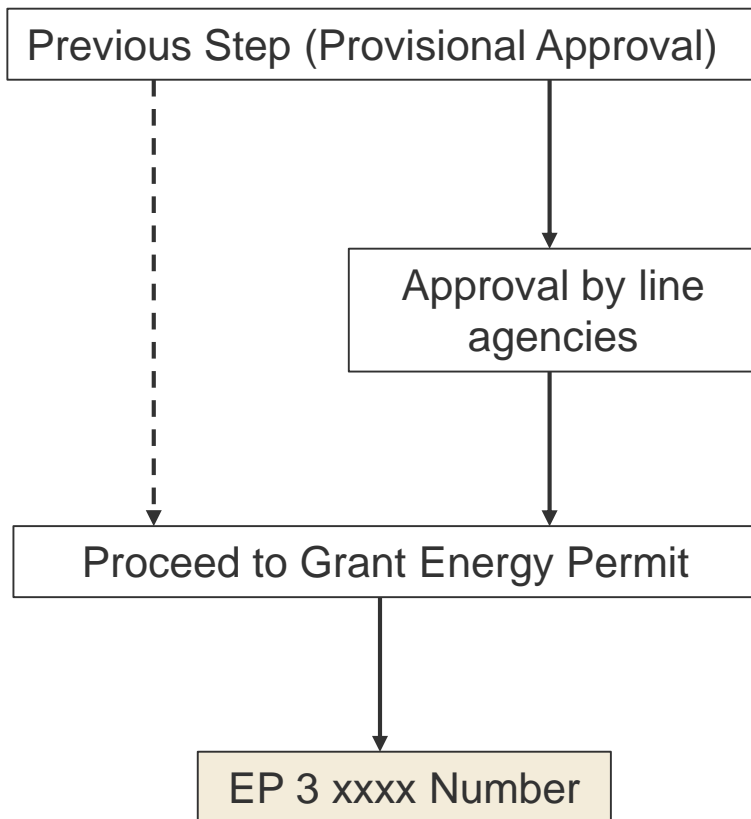 Previous Step (Provisional Approval)
Approval by line
agencies
Proceed to Grant Energy Permit
EP 3 xxxx Number